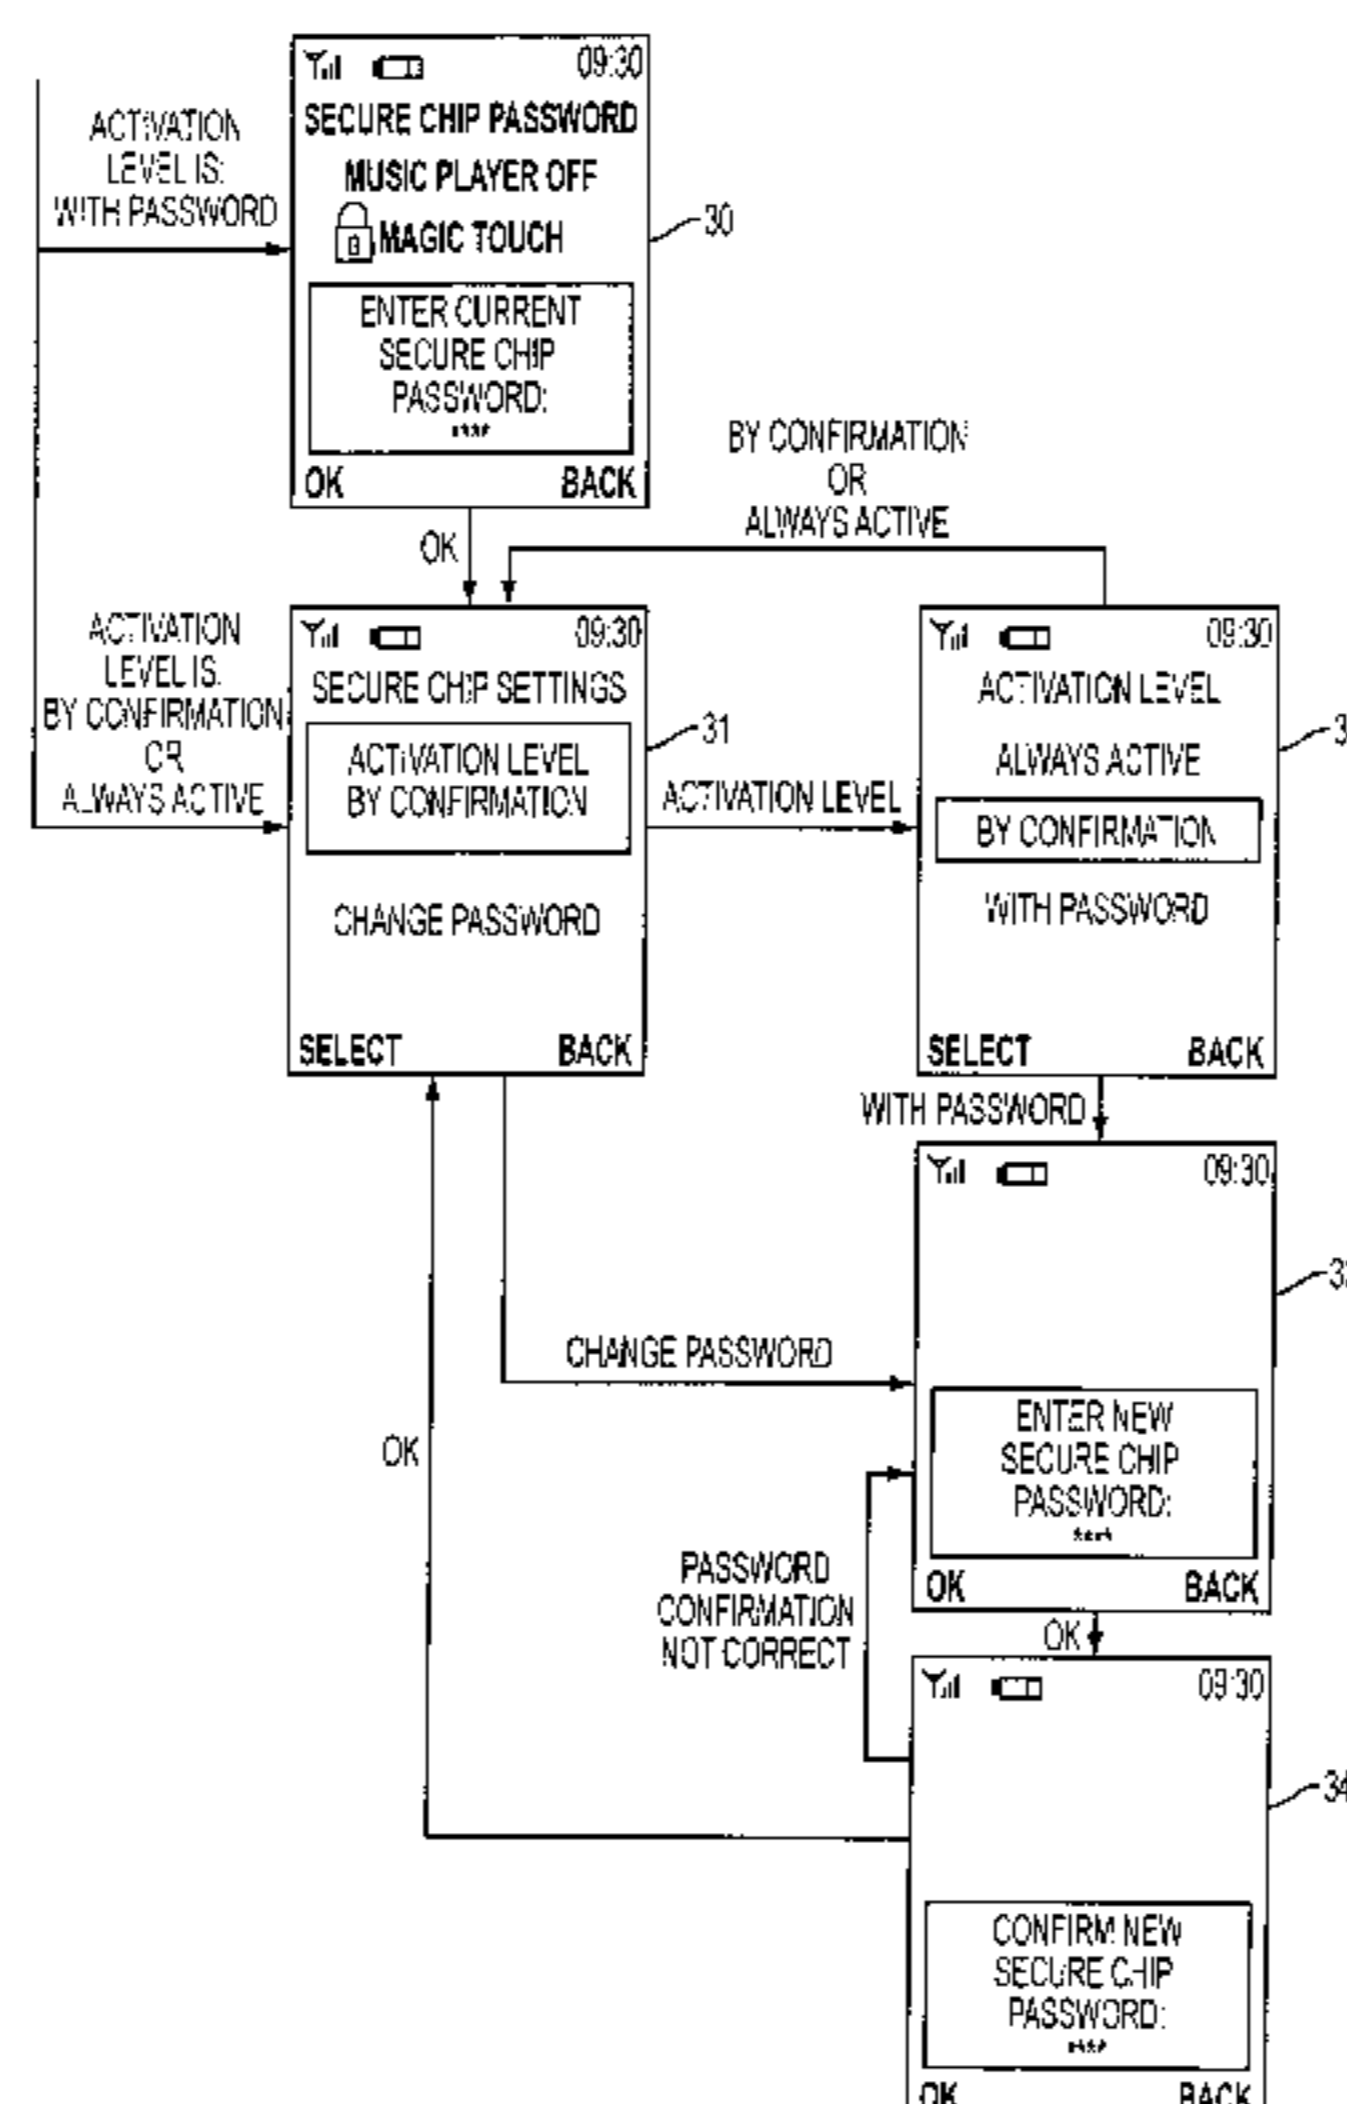 09:30
SECURE CHIP PASSWORD
MUSIC PLAYER OFF
MAGIC TOUCH
ENTER CURRENT
SECURE CHIP
PASSWORD:
****
OK BACK
30
ACTIVATION
LEVEL IS:
WITH PASSWORD
OK
BY CONFIRMATION
OR
ALWAYS ACTIVE
ACTIVATION
LEVEL IS:
BY CONFIRMATION
OR
ALWAYS ACTIVE
09:30
SECURE CHIP SETTINGS
ACTIVATION LEVEL
BY CONFIRMATION
CHANGE PASSWORD
SELECT BACK
31
ACTIVATION LEVEL
09:30
ACTIVATION LEVEL
ALWAYS ACTIVE
BY CONFIRMATION
WITH PASSWORD
SELECT BACK
WITH PASSWORD
09:30
ENTER NEW
SECURE CHIP
PASSWORD:
****
OK BACK
CHANGE PASSWORD
OK
PASSWORD
CONFIRMATION
NOT CORRECT
OK
09:30
34
CONFIRM NEW
SECURE CHIP
PASSWORD:
****
OK BACK